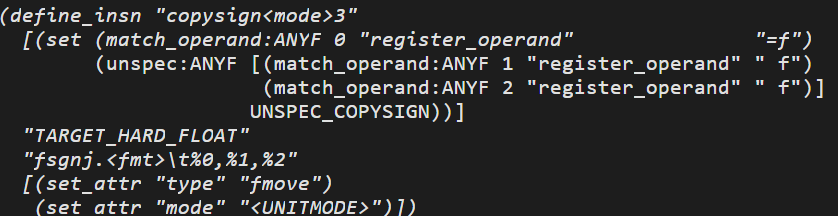 (define_insn "copysign<mode>3"
  [(set (match_operand:ANYF 0 "register_operand"               "=f")
        (unspec:ANYF [(match_operand:ANYF 1 "register_operand" " f")
                      (match_operand:ANYF 2 "register_operand" " f")]
                     UNSPEC_COPYSIGN))]
  "TARGET_HARD_FLOAT"
  "fsgnj.<fmt>\t%0,%1,%2"
  [(set_attr "type" "fmove")
   (set_attr "mode" "<UNITMODE>")])